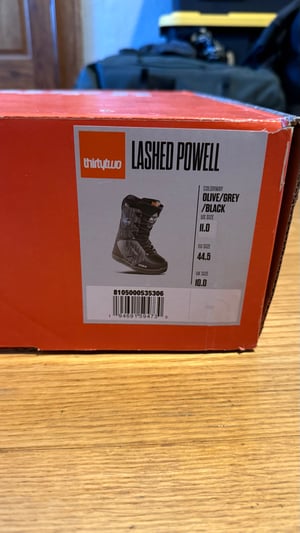 thirtytwo
LASHED POWELL
COLORWAY
OLIVE/GREY
/BLACK
US SIZE
11.0
EU SIZE
44.5
UK SIZE
10.0
8105000535306